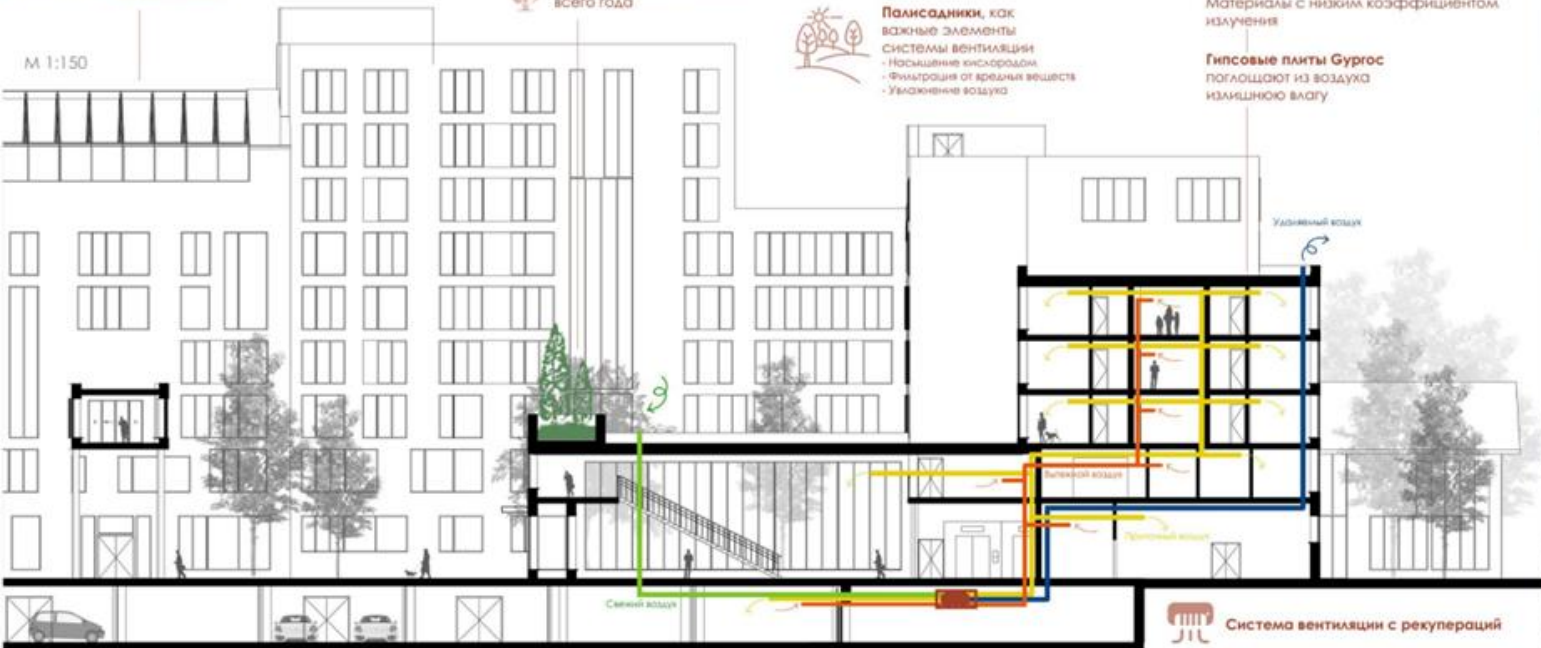 всего года
М 1:150
Палисадники, как
важные элементы
системы вентиляции
- Насыщение кислородом
- Фильтрация от вредных веществ
- Увлажнение воздуха
Материалы с низким коэффициентом
излучения
Гипсовые плиты Gyproc
поглощают из воздуха
излишнюю влагу
Удаляемый воздух
Вытяжной воздух
Приточный воздух
Свежий воздух
Система вентиляции с рекупераций